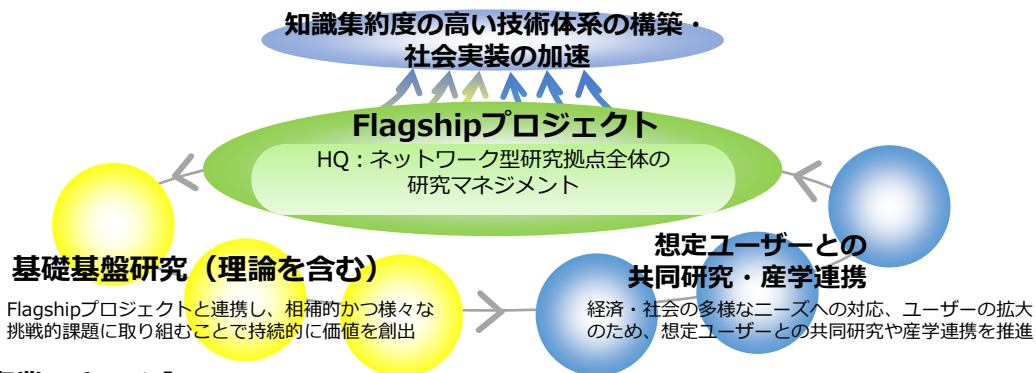 知識集約度の高い技術体系の構築・
社会実装の加速
Flagshipプロジェクト
HQ：ネットワーク型研究拠点全体の
研究マネジメント
想定ユーザーとの
共同研究・産学連携
経済・社会の多様なニーズへの対応、ユーザーの拡大
のため、想定ユーザーとの共同研究や産学連携を推進
基礎基盤研究（理論を含む）
Flagshipプロジェクトと連携し、相補的かつ様々な
挑戦的課題に取り組むことで持続的に価値を創出